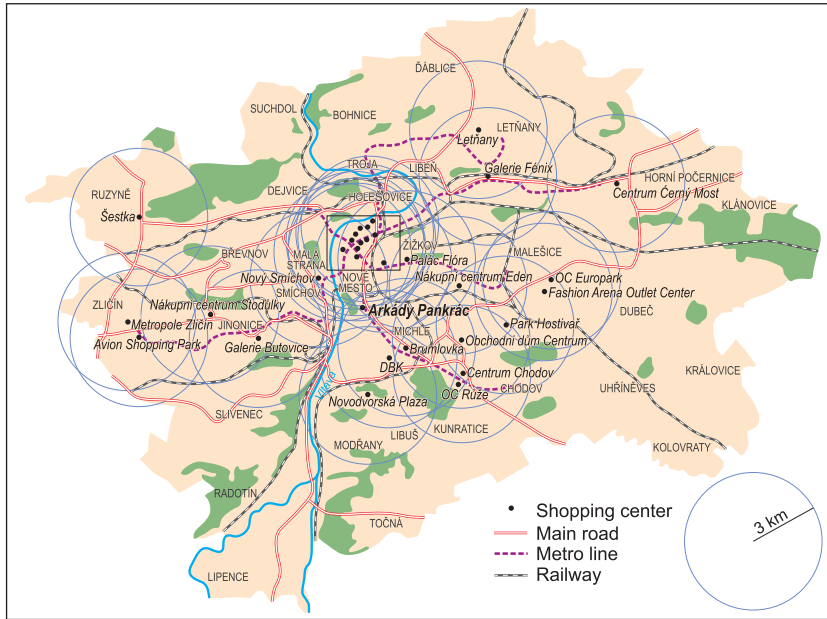 ĎÁBLICE
SUCHDOL
BOHNICE
LETŇANY
Letňany
TROJA
LIBEŇ
Galerie Fénix
HORNÍ POČERNICE
RUZYNĚ
DEJVICE
HOLEŠOVICE
Centrum Černý Most
KLÁNOVICE
Šestka
BŘEVNOV
MALÁ
STRANA
ŽIŽKOV
Palác Flóra
MALEŠICE
Nový Smíchov
NOVÉ
MĚSTO
Nákupní centrum Eden
OC Europark
Fashion Arena Outlet Center
SMÍCHOV
ZLIČÍN
Nákupní centrum Stodůlky
Arkády Pankrác
DUBEČ
Metropole Zličín
JINONICE
MICHLE
Park Hostivař
Avion Shopping Park
Galerie Butovice
Brumlovka
Obchodní dům Centrum
DBK
Centrum Chodov
KRÁLOVICE
Vltava
OC Růže
CHODOV
UHŘÍNĚVES
Novodvorská Plaza
SLIVENEC
KUNRATICE
LIBUŠ
MODŘANY
KOLOVRATY
RADOTÍN
TOČNÁ
LIPENCE
Shopping center
Main road
Metro line
Railway
3 km